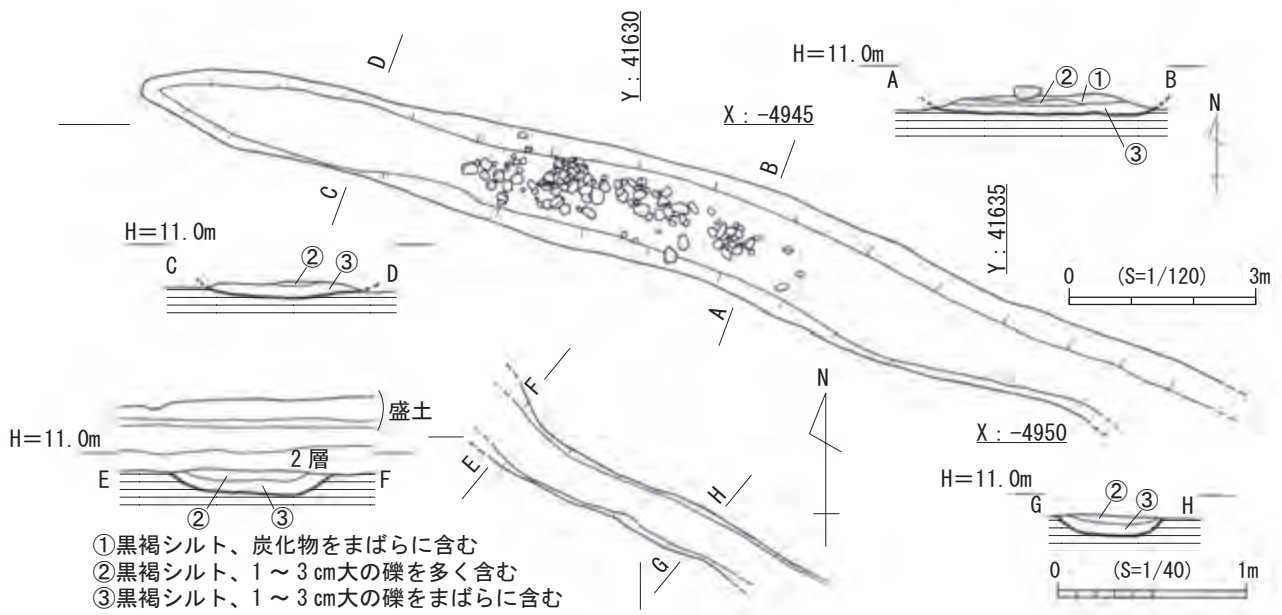 Y：41630
D
H＝11.0m
A
②
①
B
③
N
X：-4945
B
C
Y：41635
H＝11.0m
C
②
③
D
0 (S=1/120) 3m
A
F
N
盛土
H＝11.0m
2層
E
F
E
②
③
H
G
X：-4950
H＝11.0m
G
②
③
H
0 (S=1/40) 1m
①黒褐シルト、炭化物をまばらに含む
②黒褐シルト、1～3㎝大の礫を多く含む
③黒褐シルト、1～3㎝大の礫をまばらに含む